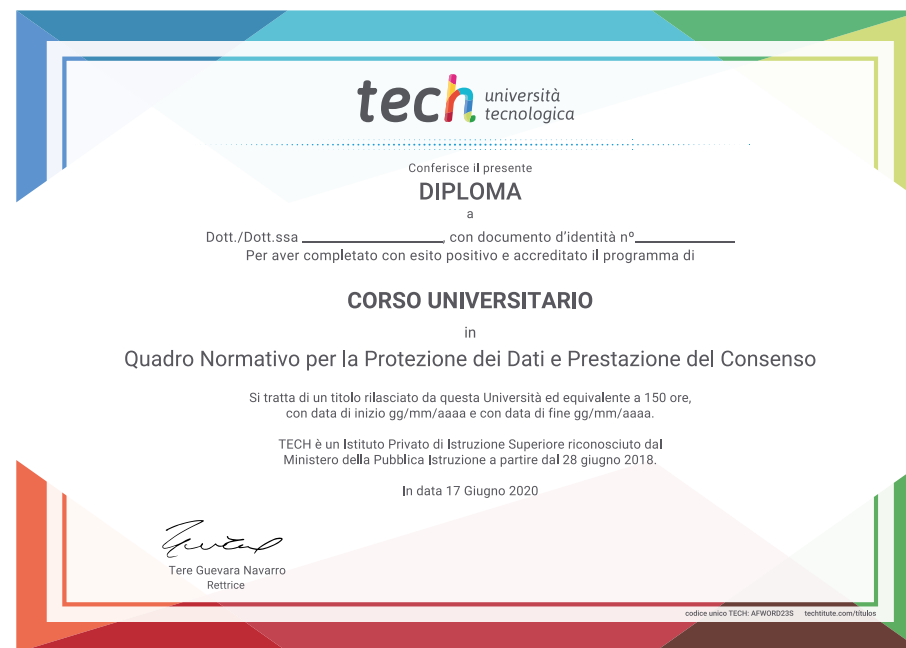 tech università
tecnologica
Conferisce il presente
DIPLOMA
a
Dott./Dott.ssa ________________, con documento d'identità nº____________
Per aver completato con esito positivo e accreditato il programma di
CORSO UNIVERSITARIO
in
Quadro Normativo per la Protezione dei Dati e Prestazione del Consenso
Si tratta di un titolo rilasciato da questa Università ed equivalente a 150 ore,
con data di inizio gg/mm/aaaa e con data di fine gg/mm/aaaa.
TECH è un Istituto Privato di Istruzione Superiore riconosciuto dal
Ministero della Pubblica Istruzione a partire dal 28 giugno 2018.
In data 17 Giugno 2020
Tere Guevara Navarro
Rettrice
codice unico TECH: AFWORD23S techtitute.com/titulos